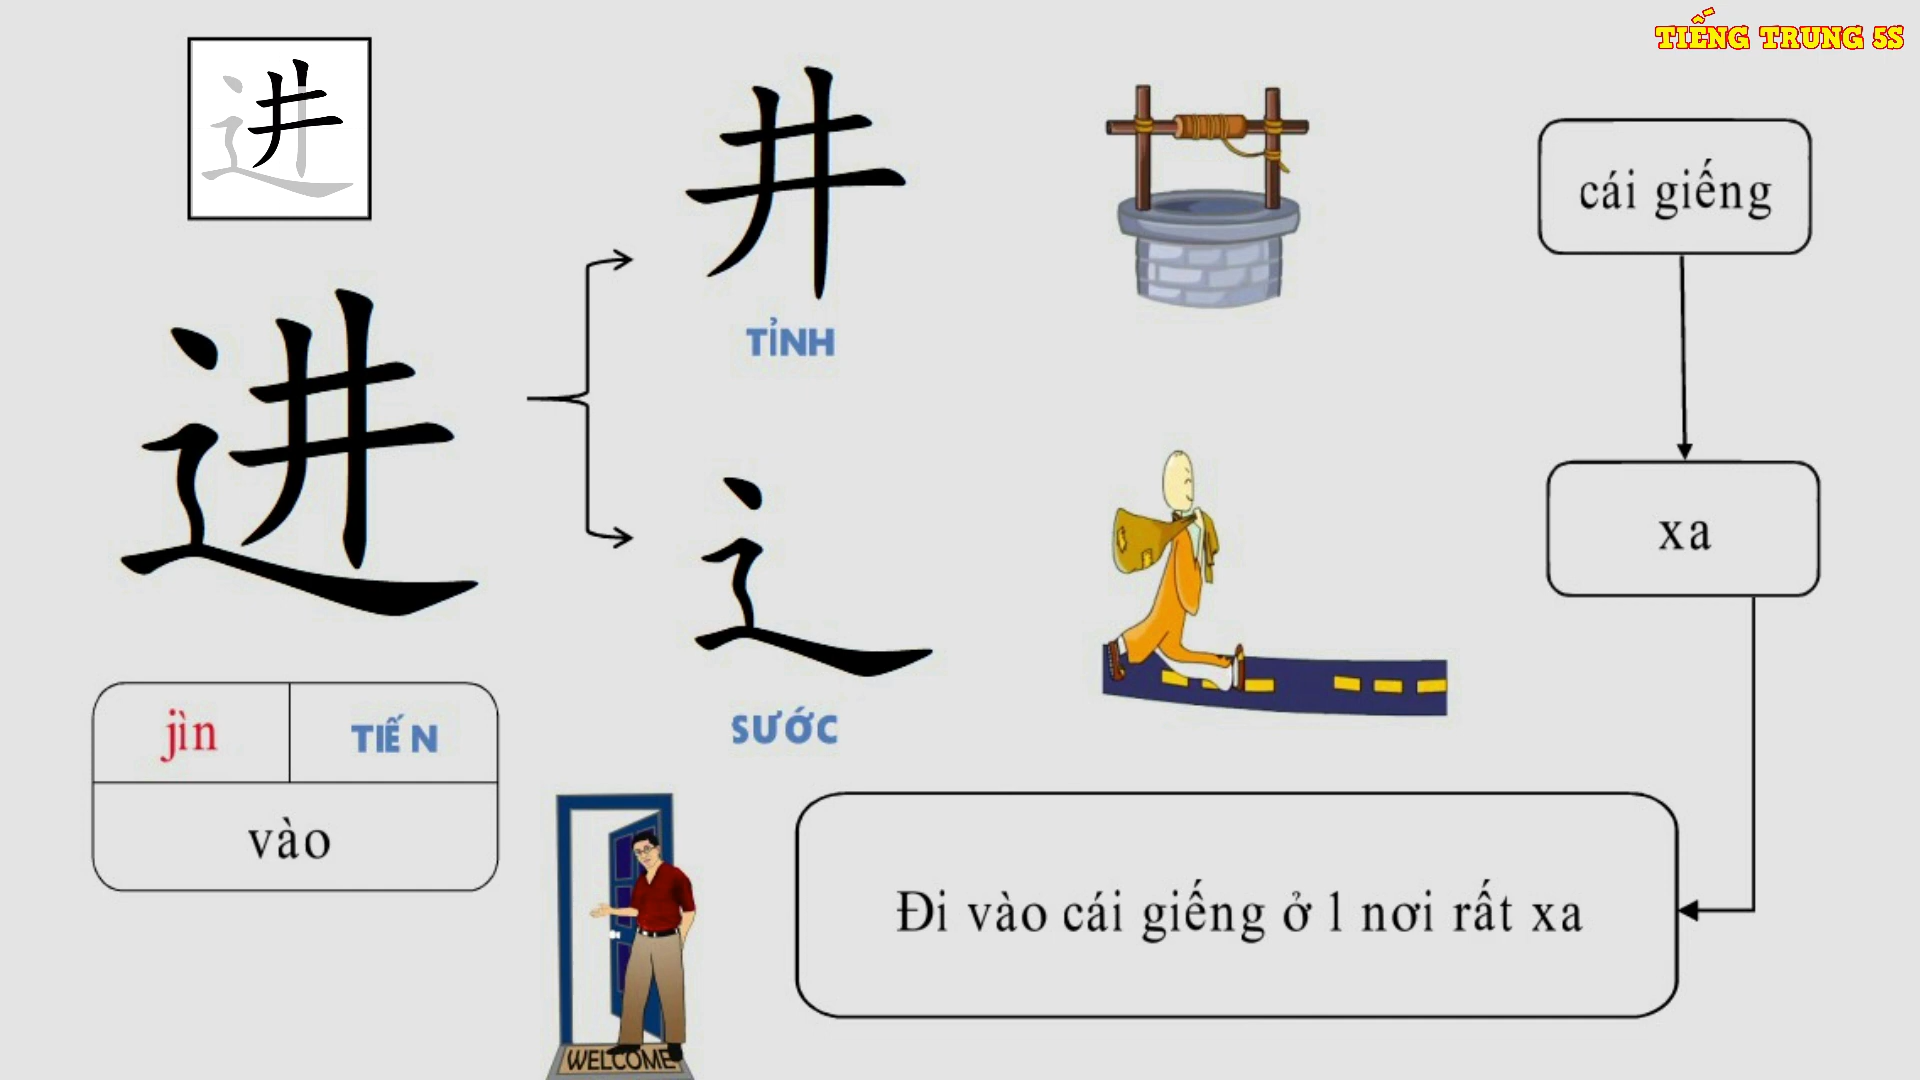 TIẾNG TRUNG 5S
进
进
井
TỈNH
cái giếng
辶
SƯỚC
xa
jìn
TIẾN
vào
Đi vào cái giếng ở 1 nơi rất xa
WELCOME